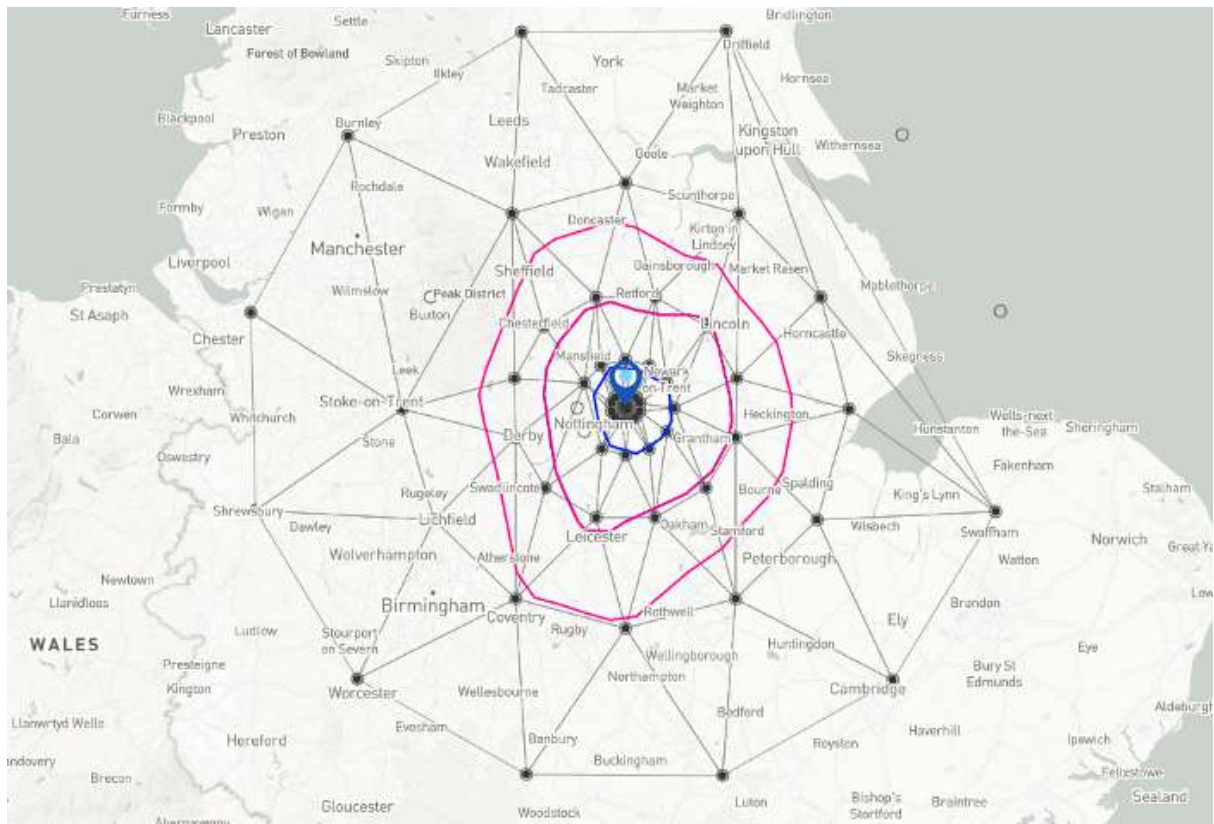 Furness
Settle
Bridlington
Lancaster
Forest of Bowland
York
Driffield
Skipton
Ilkley
Hornsea
Tadcaster
Market
Weighton
Blackpool
Burnley
Leeds
Preston
Kingston
upon Hull
Withernsea
Wakefield
Goole
Rochdale
Scunthorpe
Formby
Wigan
Doncaster
Kirton in
Lindsey
Manchester
Liverpool
Sheffield
Gainsborough
Market Rasen
Mablethorpe
Prestatyn
Wilmslow
Peak District
Retford
St Asaph
Buxton
Chesterfield
Lincoln
Horncastle
Chester
Skegness
Mansfield
Leek
Newark
on-Trent
Wrexham
Corwen
Whitchurch
Stoke-on-Trent
Heckington
Wells-next
the-Sea
Bala
Stone
Derby
Nottingham
Grantham
Hunstanton
Sheringham
Oswestry
Fakenham
Rugeley
Swadlincote
Bourne
Spalding
King's Lynn
Stalham
Shrewsbury
Dawley
Lichfield
Oakham
Stamford
Wisbech
Swaffham
Leicester
Norwich
Great Ya
Wolverhampton
Atherstone
Peterborough
Watton
Newtown
Llanidloes
Birmingham
Coventry
Rothwell
Brandon
Low
Ludlow
Stourport
on Severn
Rugby
Ely
WALES
Huntingdon
Eye
Wellingborough
Presteigne
Bury St
Edmunds
Kington
Worcester
Wellesbourne
Northampton
Cambridge
Aldeburgh
Llanwrtyd Wells
Evesham
Bedford
Hereford
Banbury
Royston
Haverhill
Ipswich
andovery
Buckingham
Brecon
Felixstowe
Gloucester
Woodstock
Luton
Bishop's
Stortford
Braintree
Sealand
Abergavenny